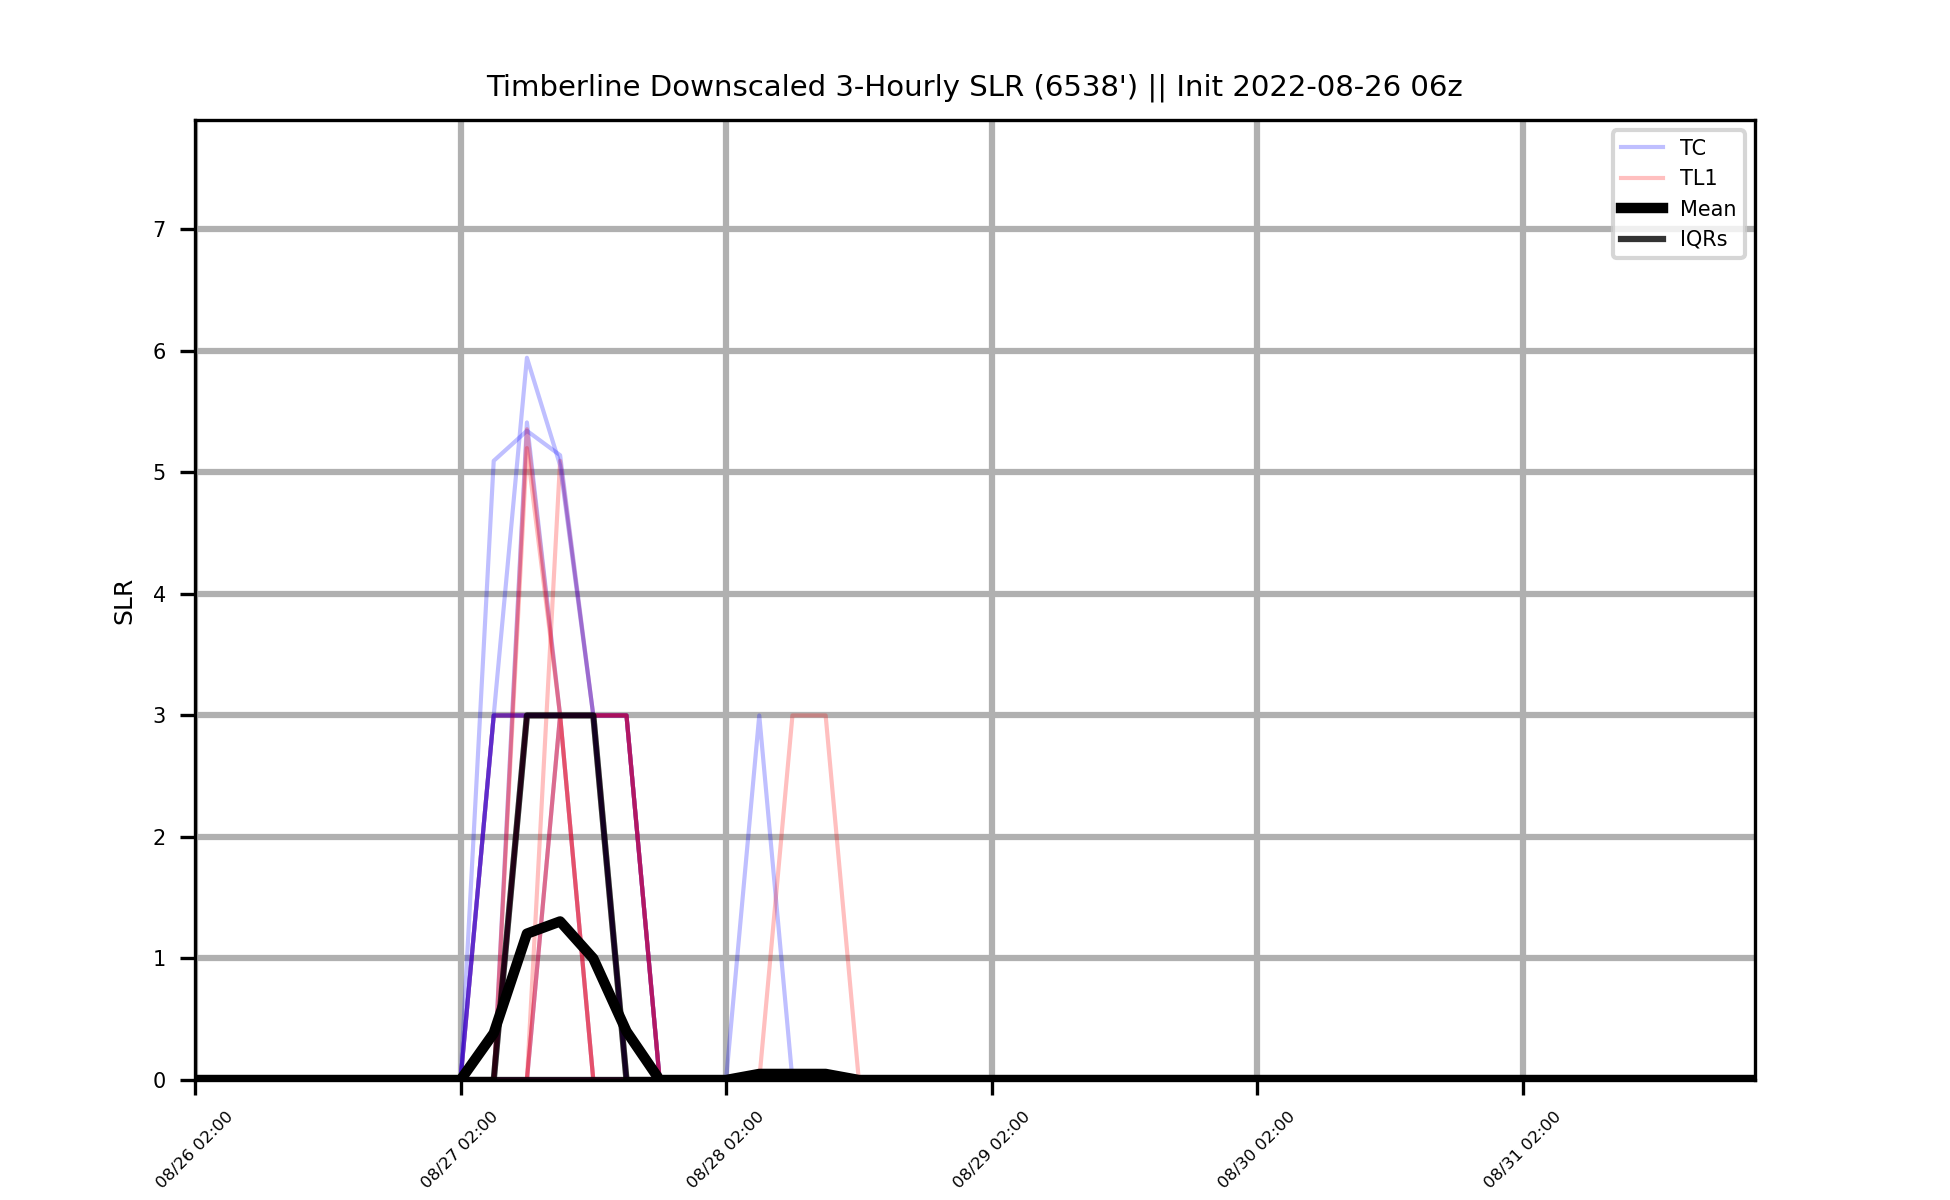 Timberline Downscaled 3-Hourly SLR (6538') || Init 2022-08-26 06z
TC
TL1
Mean
IQRs
7
6
5
4
3
2
1
0
SLR
08/26 02:00
08/27 02:00
08/28 02:00
08/29 02:00
08/30 02:00
08/31 02:00